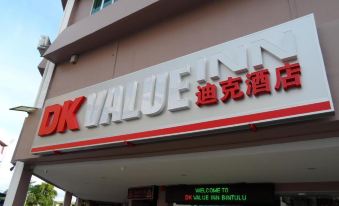 DK VALUE INN
迪克酒店
WELCOME TO
DK VALUE INN BINTULU